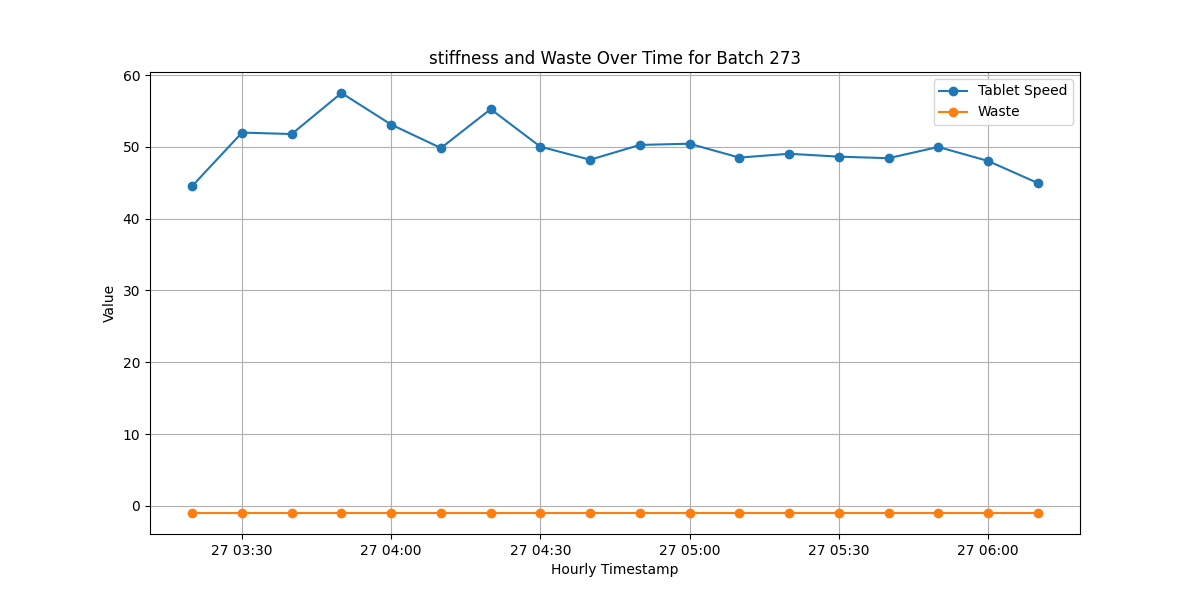 stiffness and Waste Over Time for Batch 273
Tablet Speed
Waste
60
50
40
30
20
10
0
Value
27 03:30
27 04:00
27 04:30
27 05:00
27 05:30
27 06:00
Hourly Timestamp